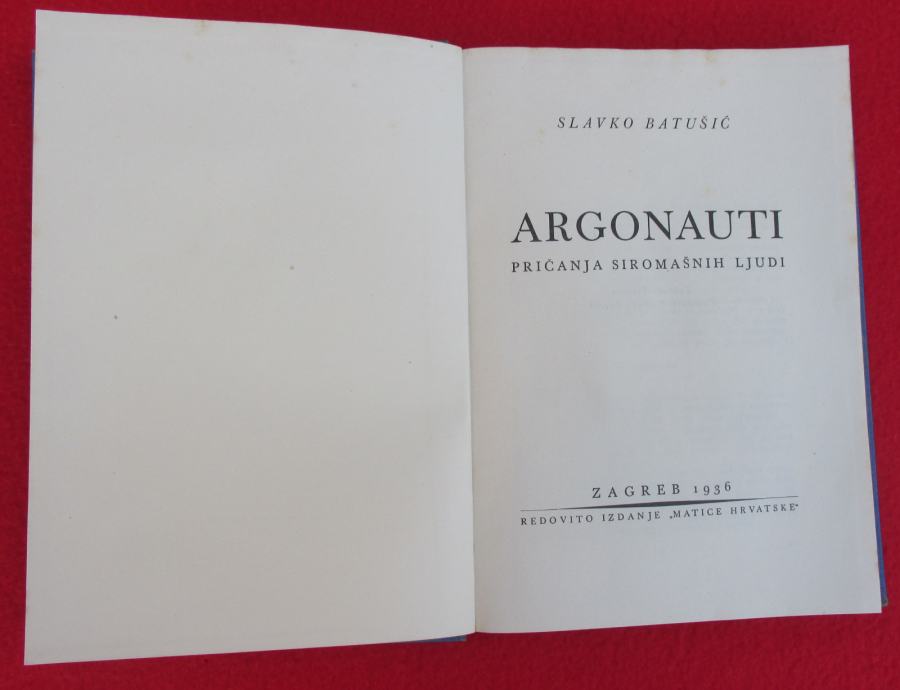 SLAVKO BATUŠIĆ
ARGONAUTI
PRIČANJA SIROMAŠNIH LJUDI
ZAGREB 1936
REDOVITO IZDANJE „MATICE HRVATSKE“